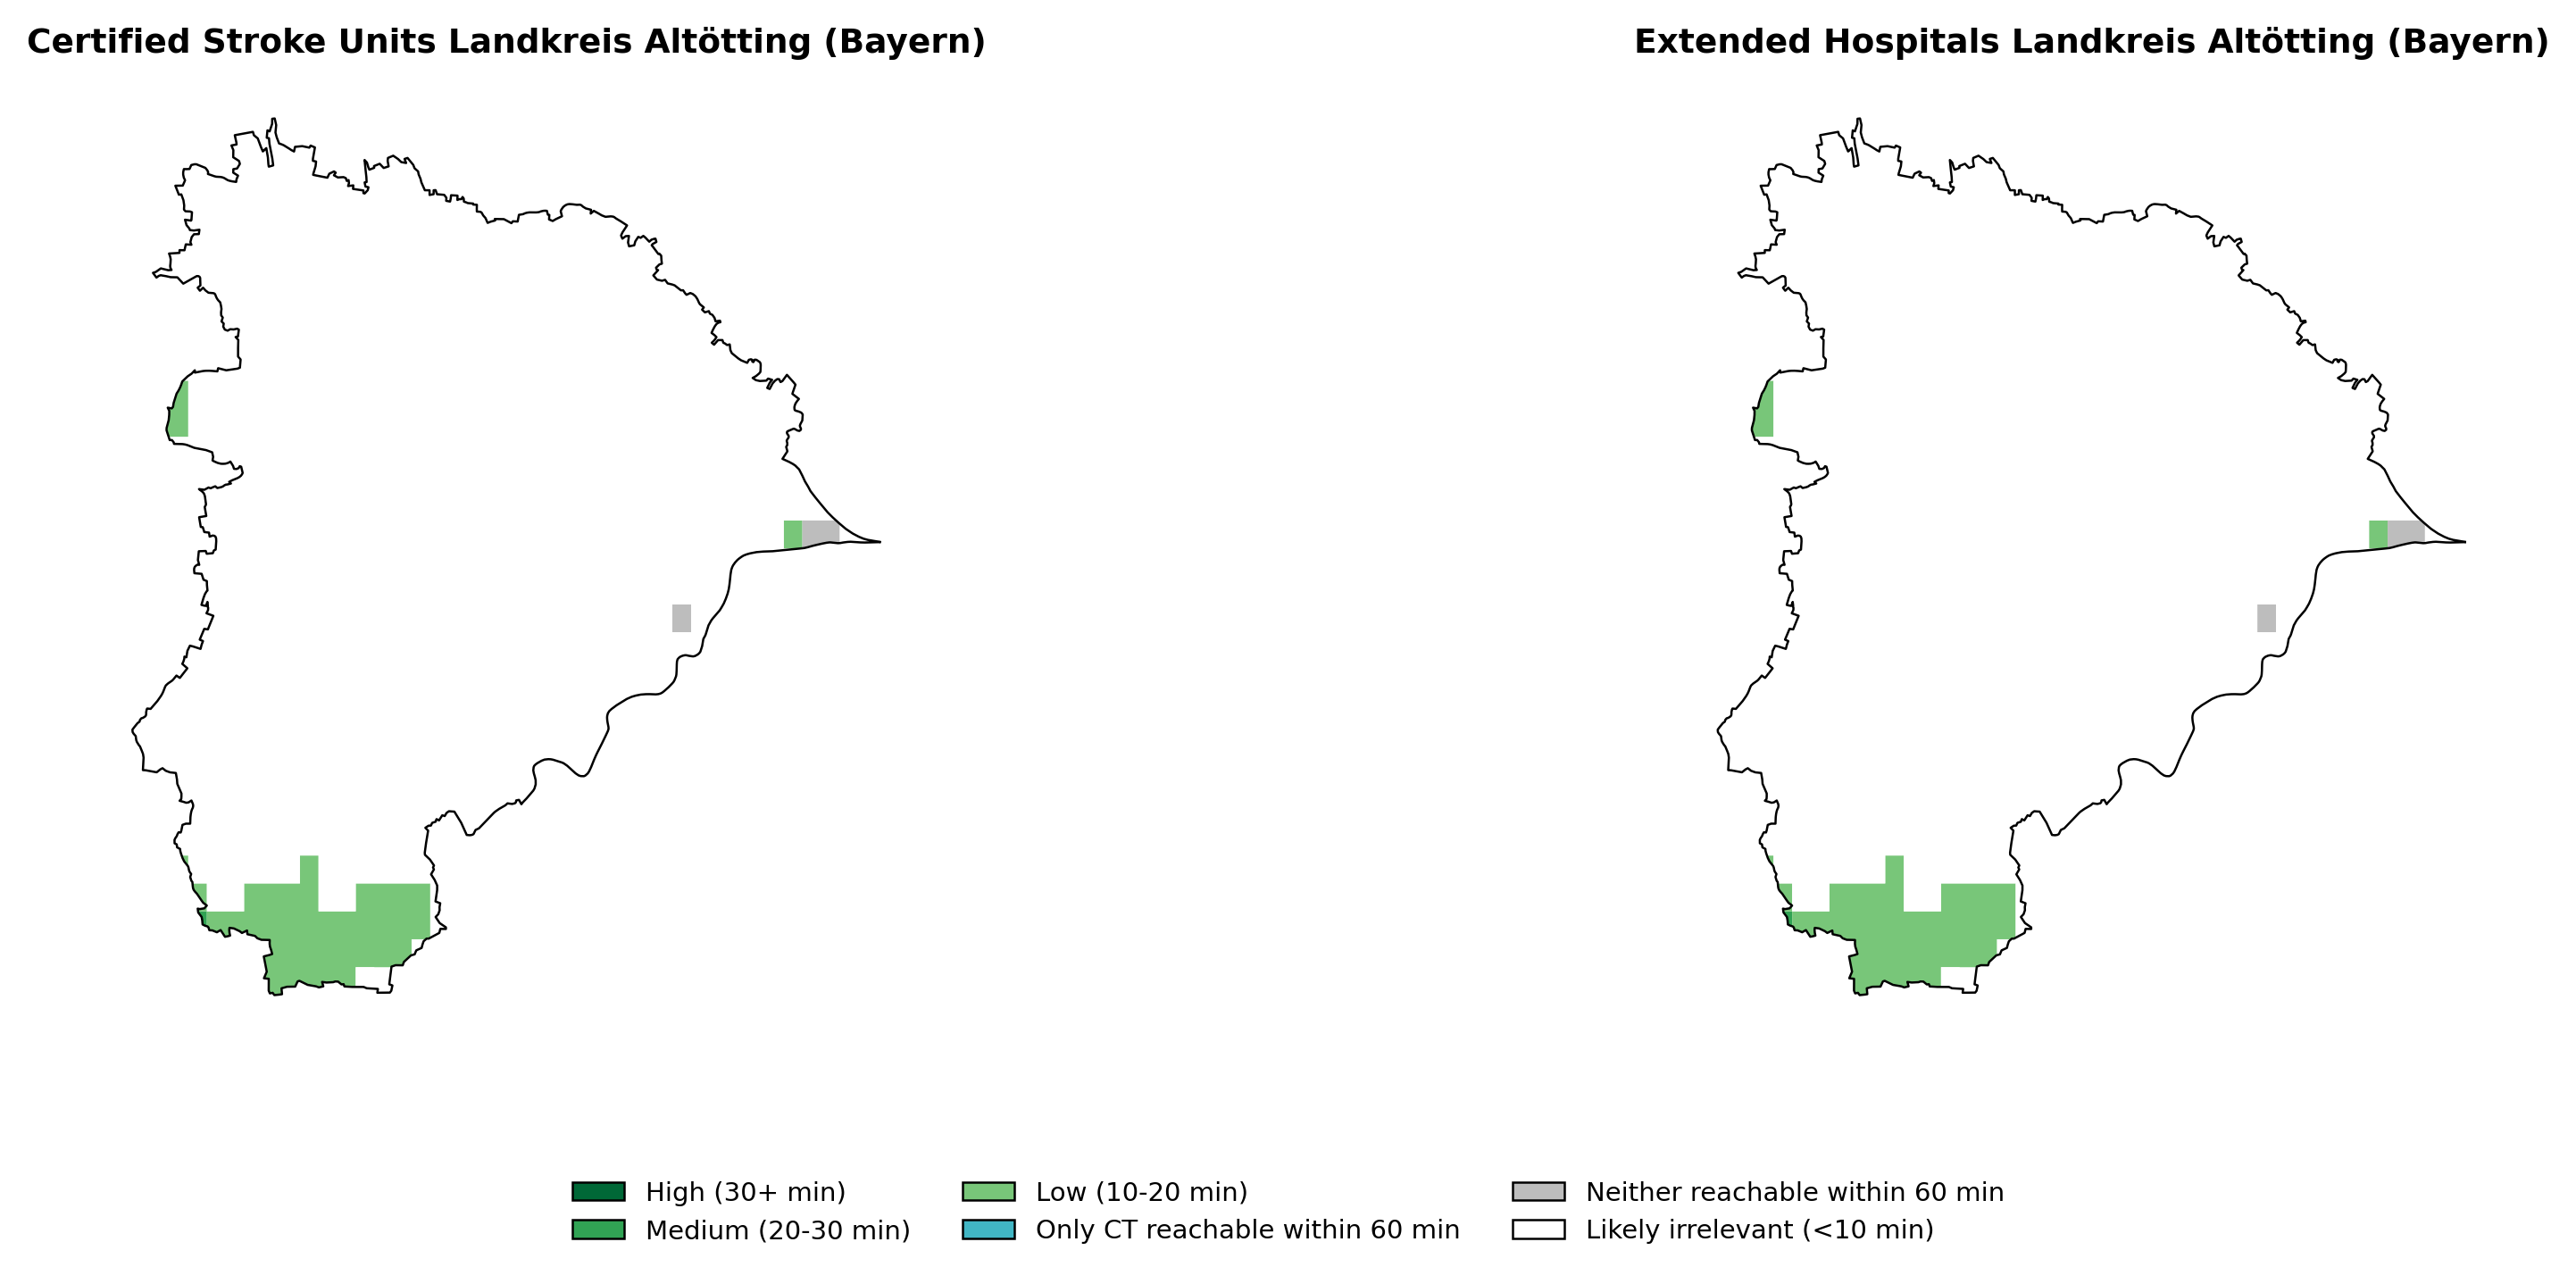 Certified Stroke Units Landkreis Altötting (Bayern)
Extended Hospitals Landkreis Altötting (Bayern)
High (30+ min)
Medium (20-30 min)
Low (10-20 min)
Only CT reachable within 60 min
Neither reachable within 60 min
Likely irrelevant (<10 min)